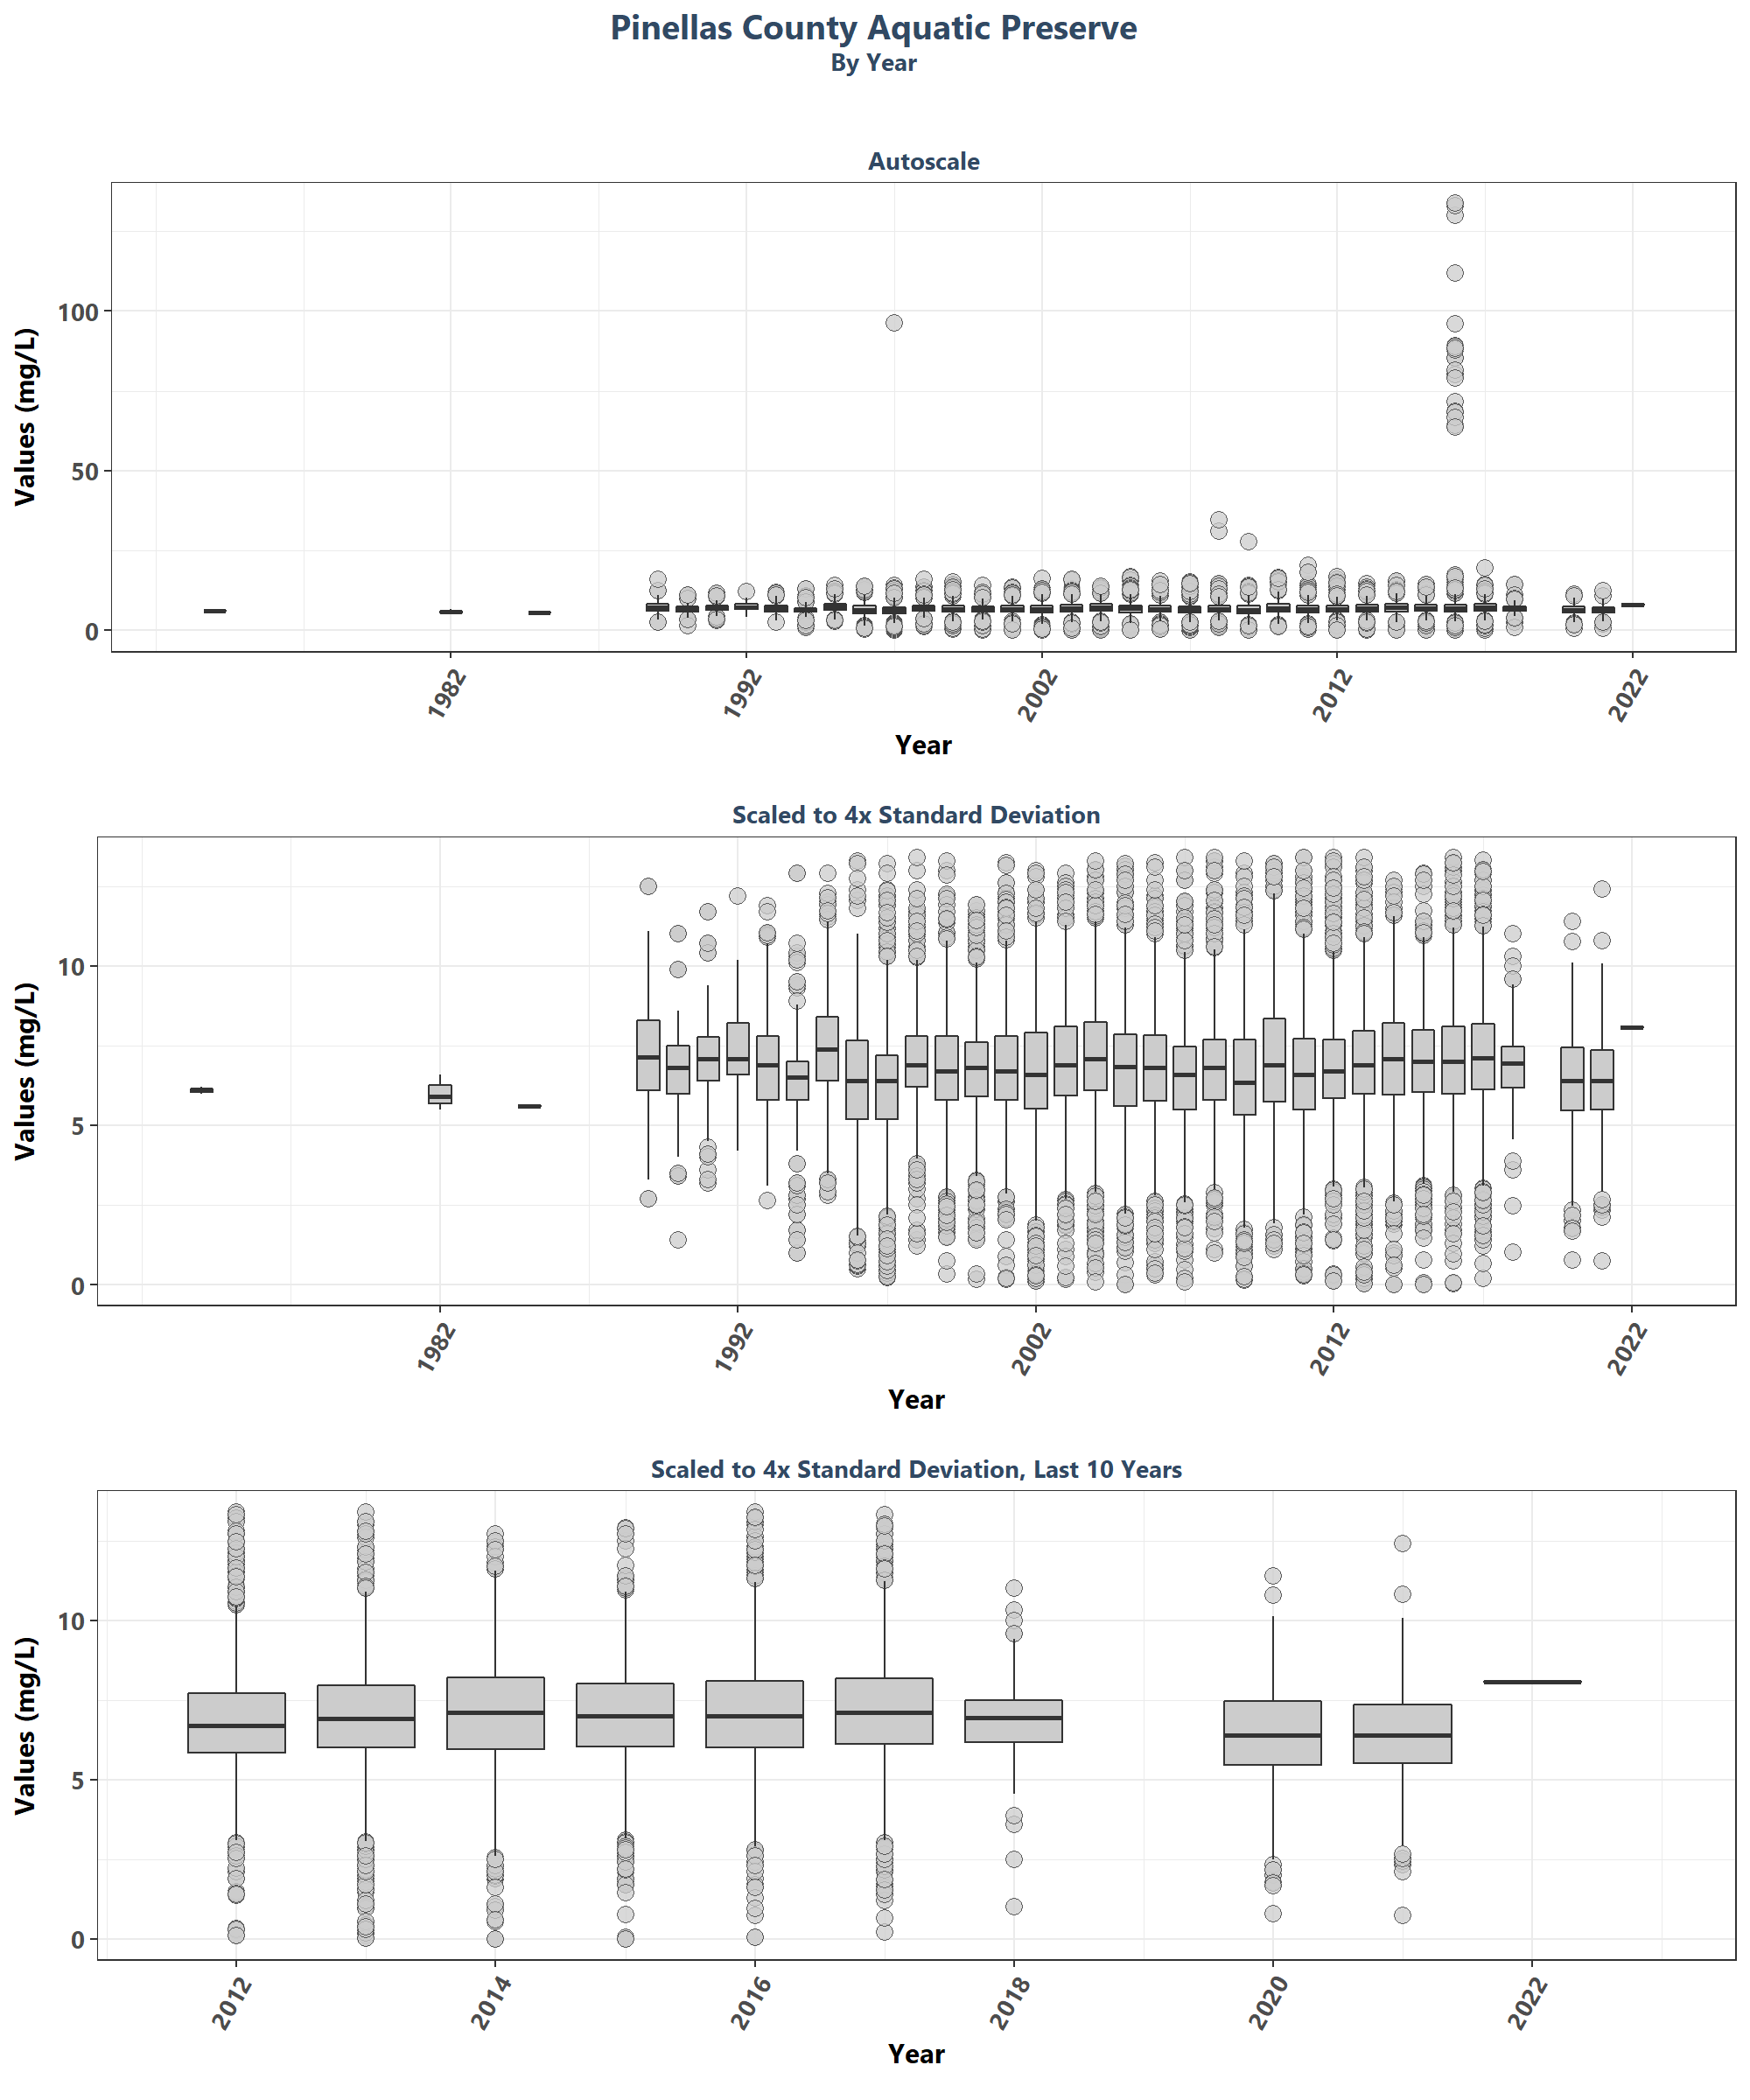 Pinellas County Aquatic Preserve
By Year
Autoscale
Values (mg/L)
100
50
0
1982
1992
2002
2012
2022
Year
Scaled to 4x Standard Deviation
Values (mg/L)
10
5
0
1982
1992
2002
2012
2022
Year
Scaled to 4x Standard Deviation, Last 10 Years
Values (mg/L)
10
5
0
2012
2014
2016
2018
2020
2022
Year